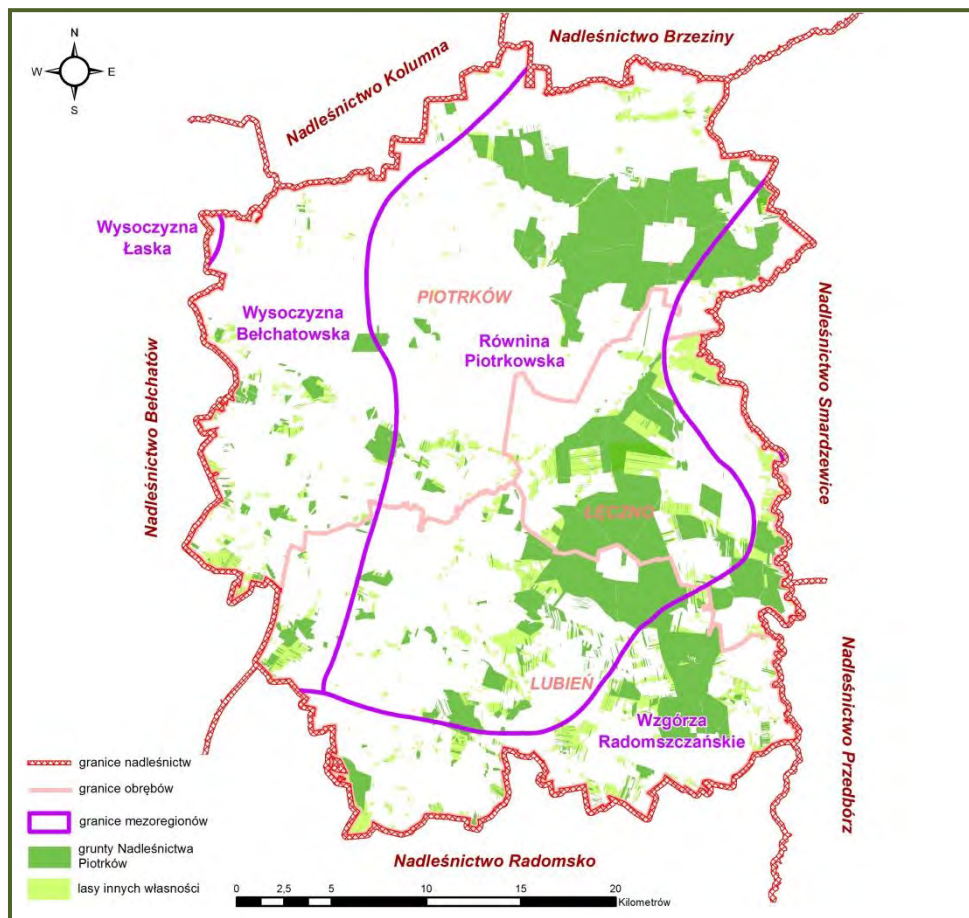 N
W
E
S
Nadleśnictwo Kolumna
Nadleśnictwo Brzeziny
Wysoczyzna
Łaska
Wysoczyzna
Bełchatowska
PIOTRKÓW
Równina
Piotrkowska
Nadleśnictwo Bełchatów
Nadleśnictwo Smardzewice
ŁĘCZNO
LUBIEŃ
Wzgórza
Radomszczańskie
Nadleśnictwo Przedbórz
Nadleśnictwo Radomsko
granice nadleśnictw
granice obrębów
granice mezoregionów
grunty Nadleśnictwa
Piotrków
lasy innych własności
0 2,5 5 10 15 20
Kilometrów